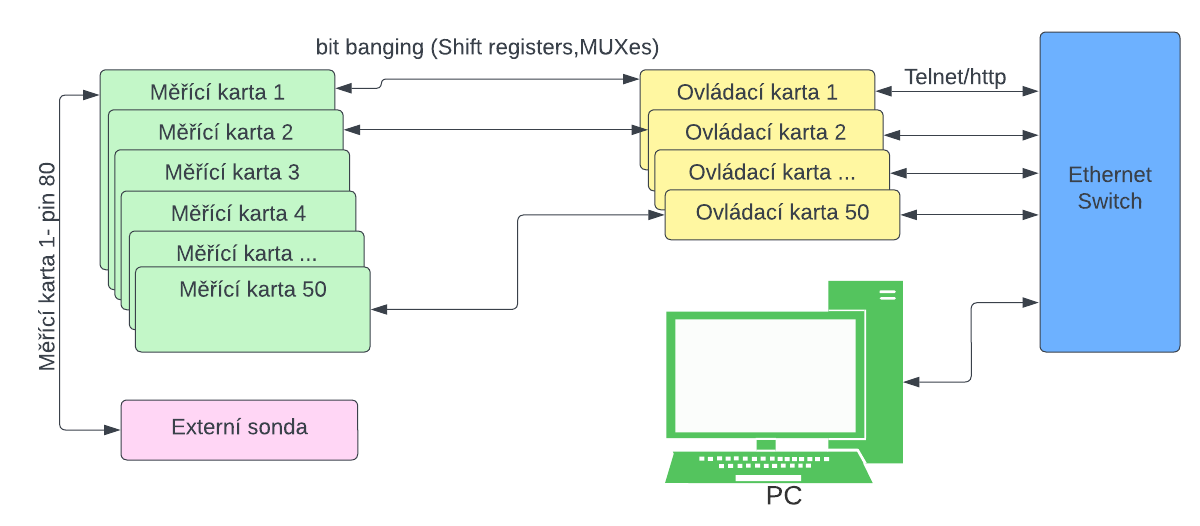 bit banging (Shift registers,MUXes)
Měřící karta 1
Měřící karta 2
Měřící karta 3
Měřící karta 4
Měřící karta ...
Měřící karta 50
Ovládací karta 1
Ovládací karta 2
Ovládací karta ...
Ovládací karta 50
Telnet/http
Ethernet
Switch
Měřící karta 1- pin 80
Externí sonda
PC